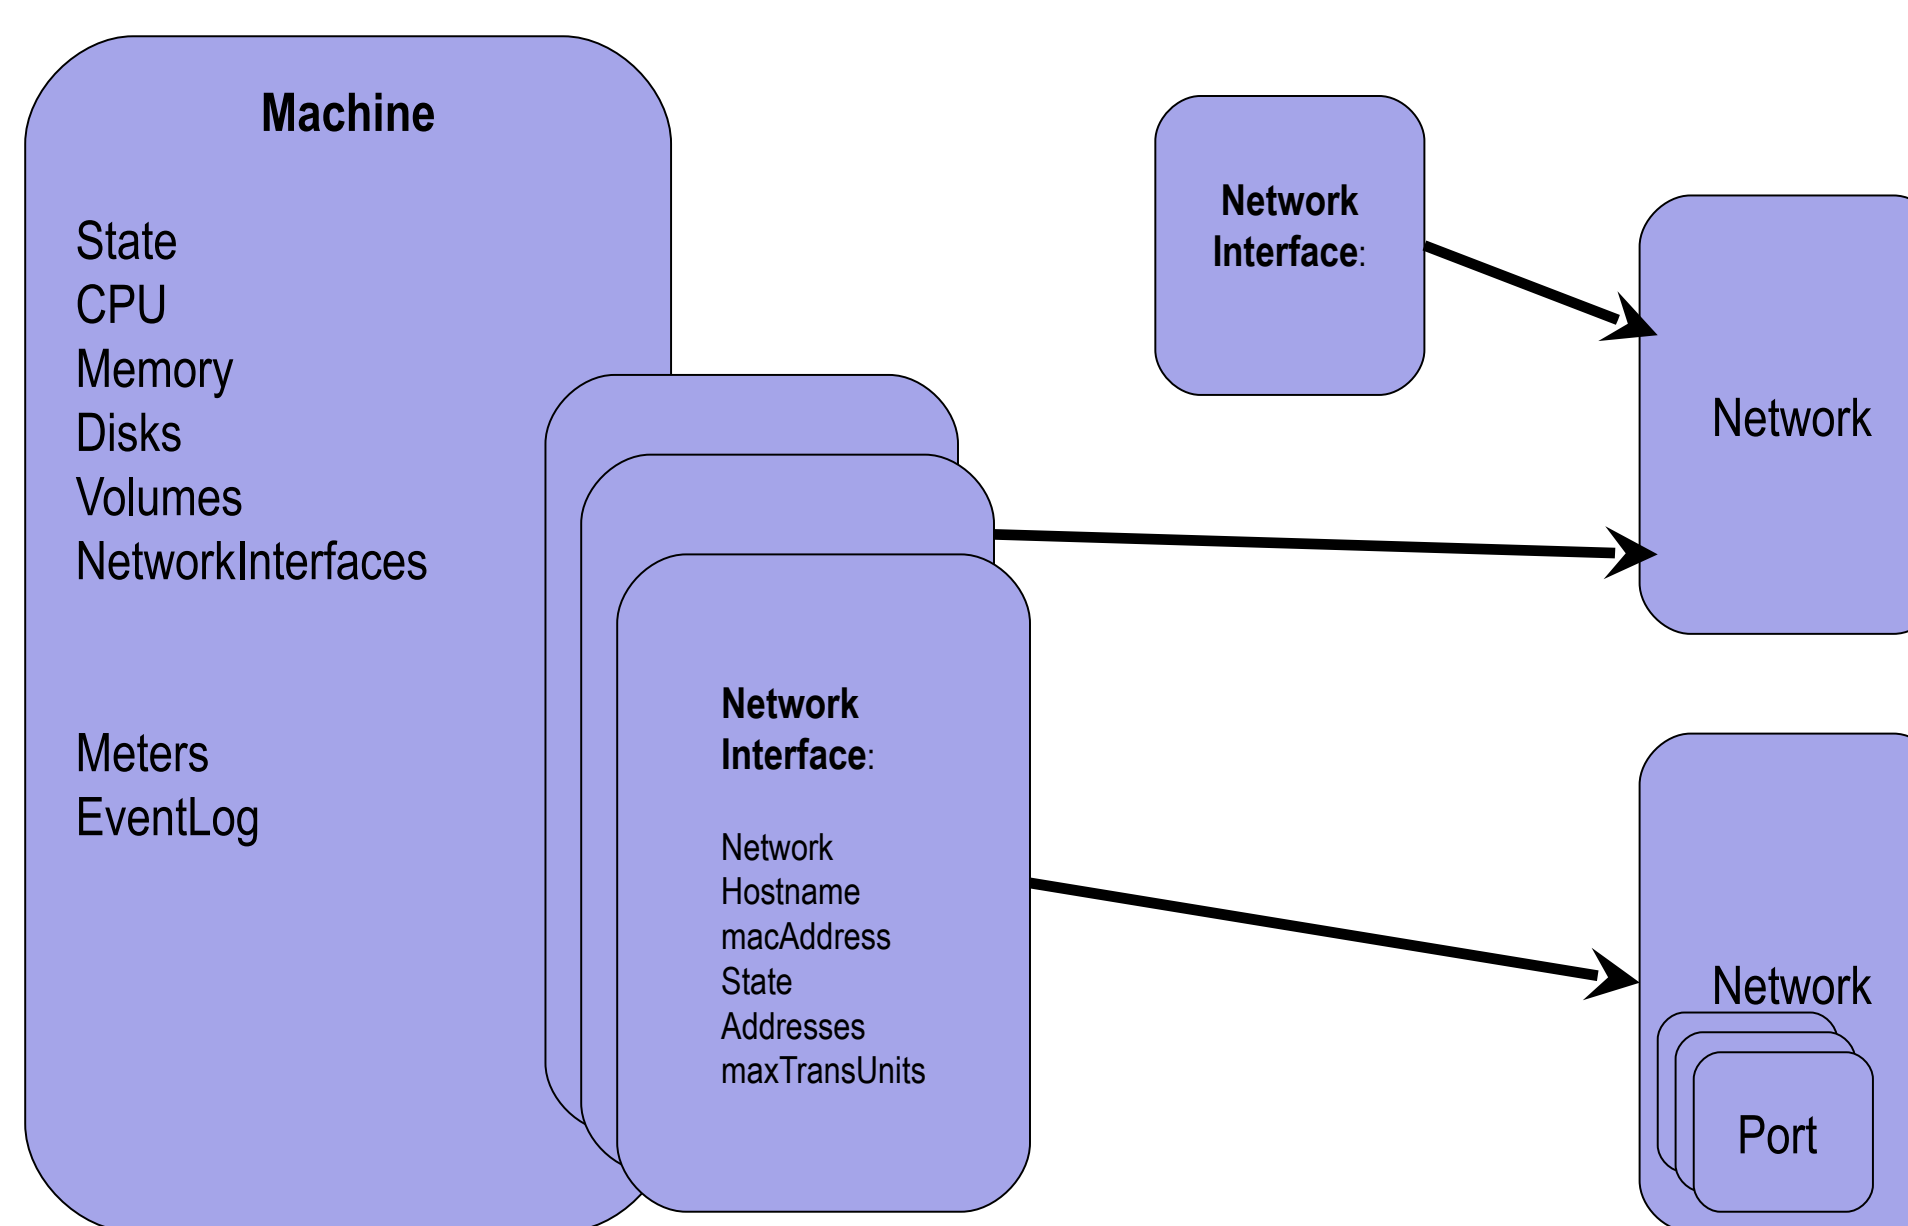 Machine
State
CPU
Memory
Disks
Volumes
NetworkInterfaces
Meters
EventLog
Network
Interface:
Network
Hostname
macAddress
State
Addresses
maxTransUnits
Network
Interface:
Network
Network
Port